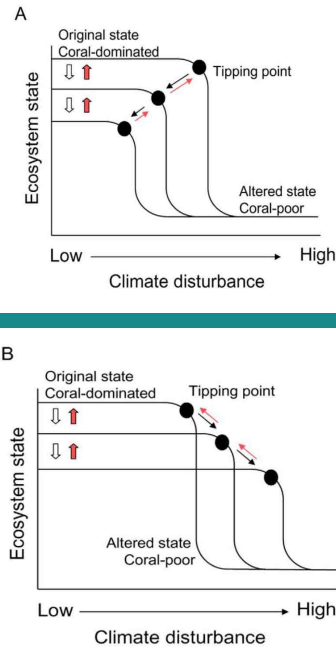 A
Original state
Coral-dominated
Tipping point
Ecosystem state
Altered state
Coral-poor
Low
High
Climate disturbance
B
Original state
Coral-dominated
Tipping point
Ecosystem state
Altered state
Coral-poor
Low
High
Climate disturbance